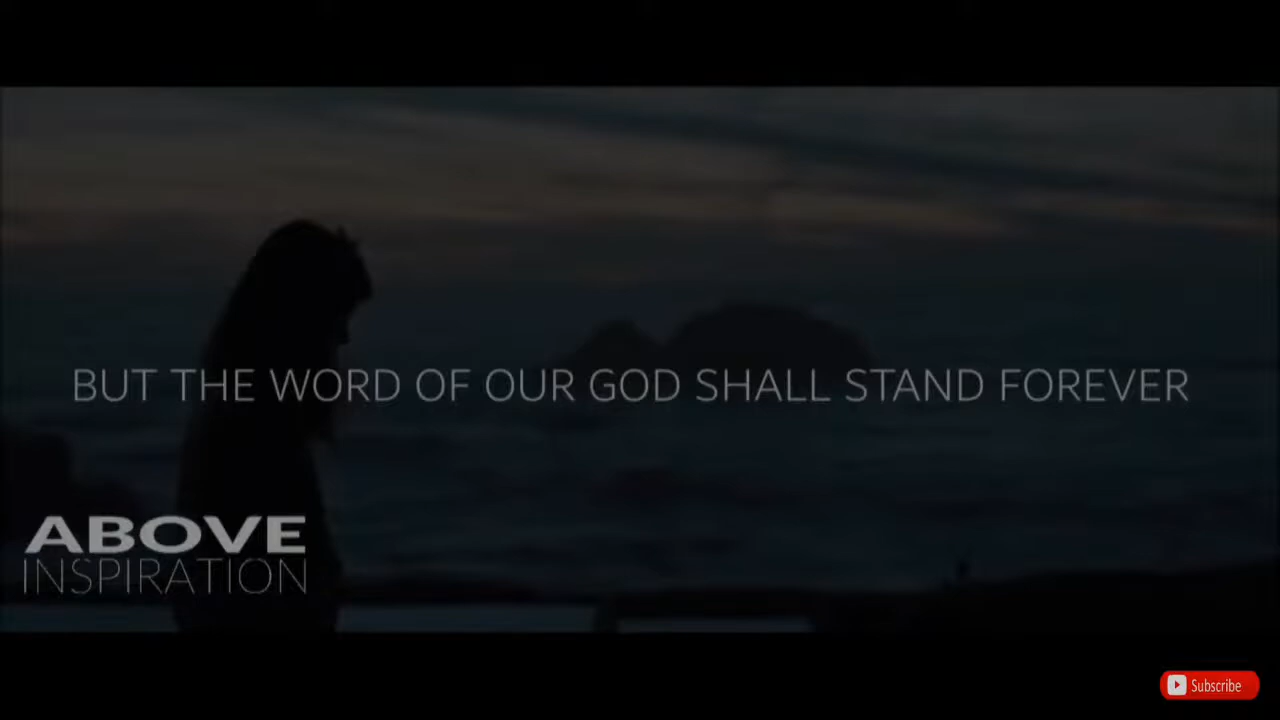 BUT THE WORD OF OUR GOD SHALL STAND FOREVER
ABOVE
INSPIRATION
Subscribe